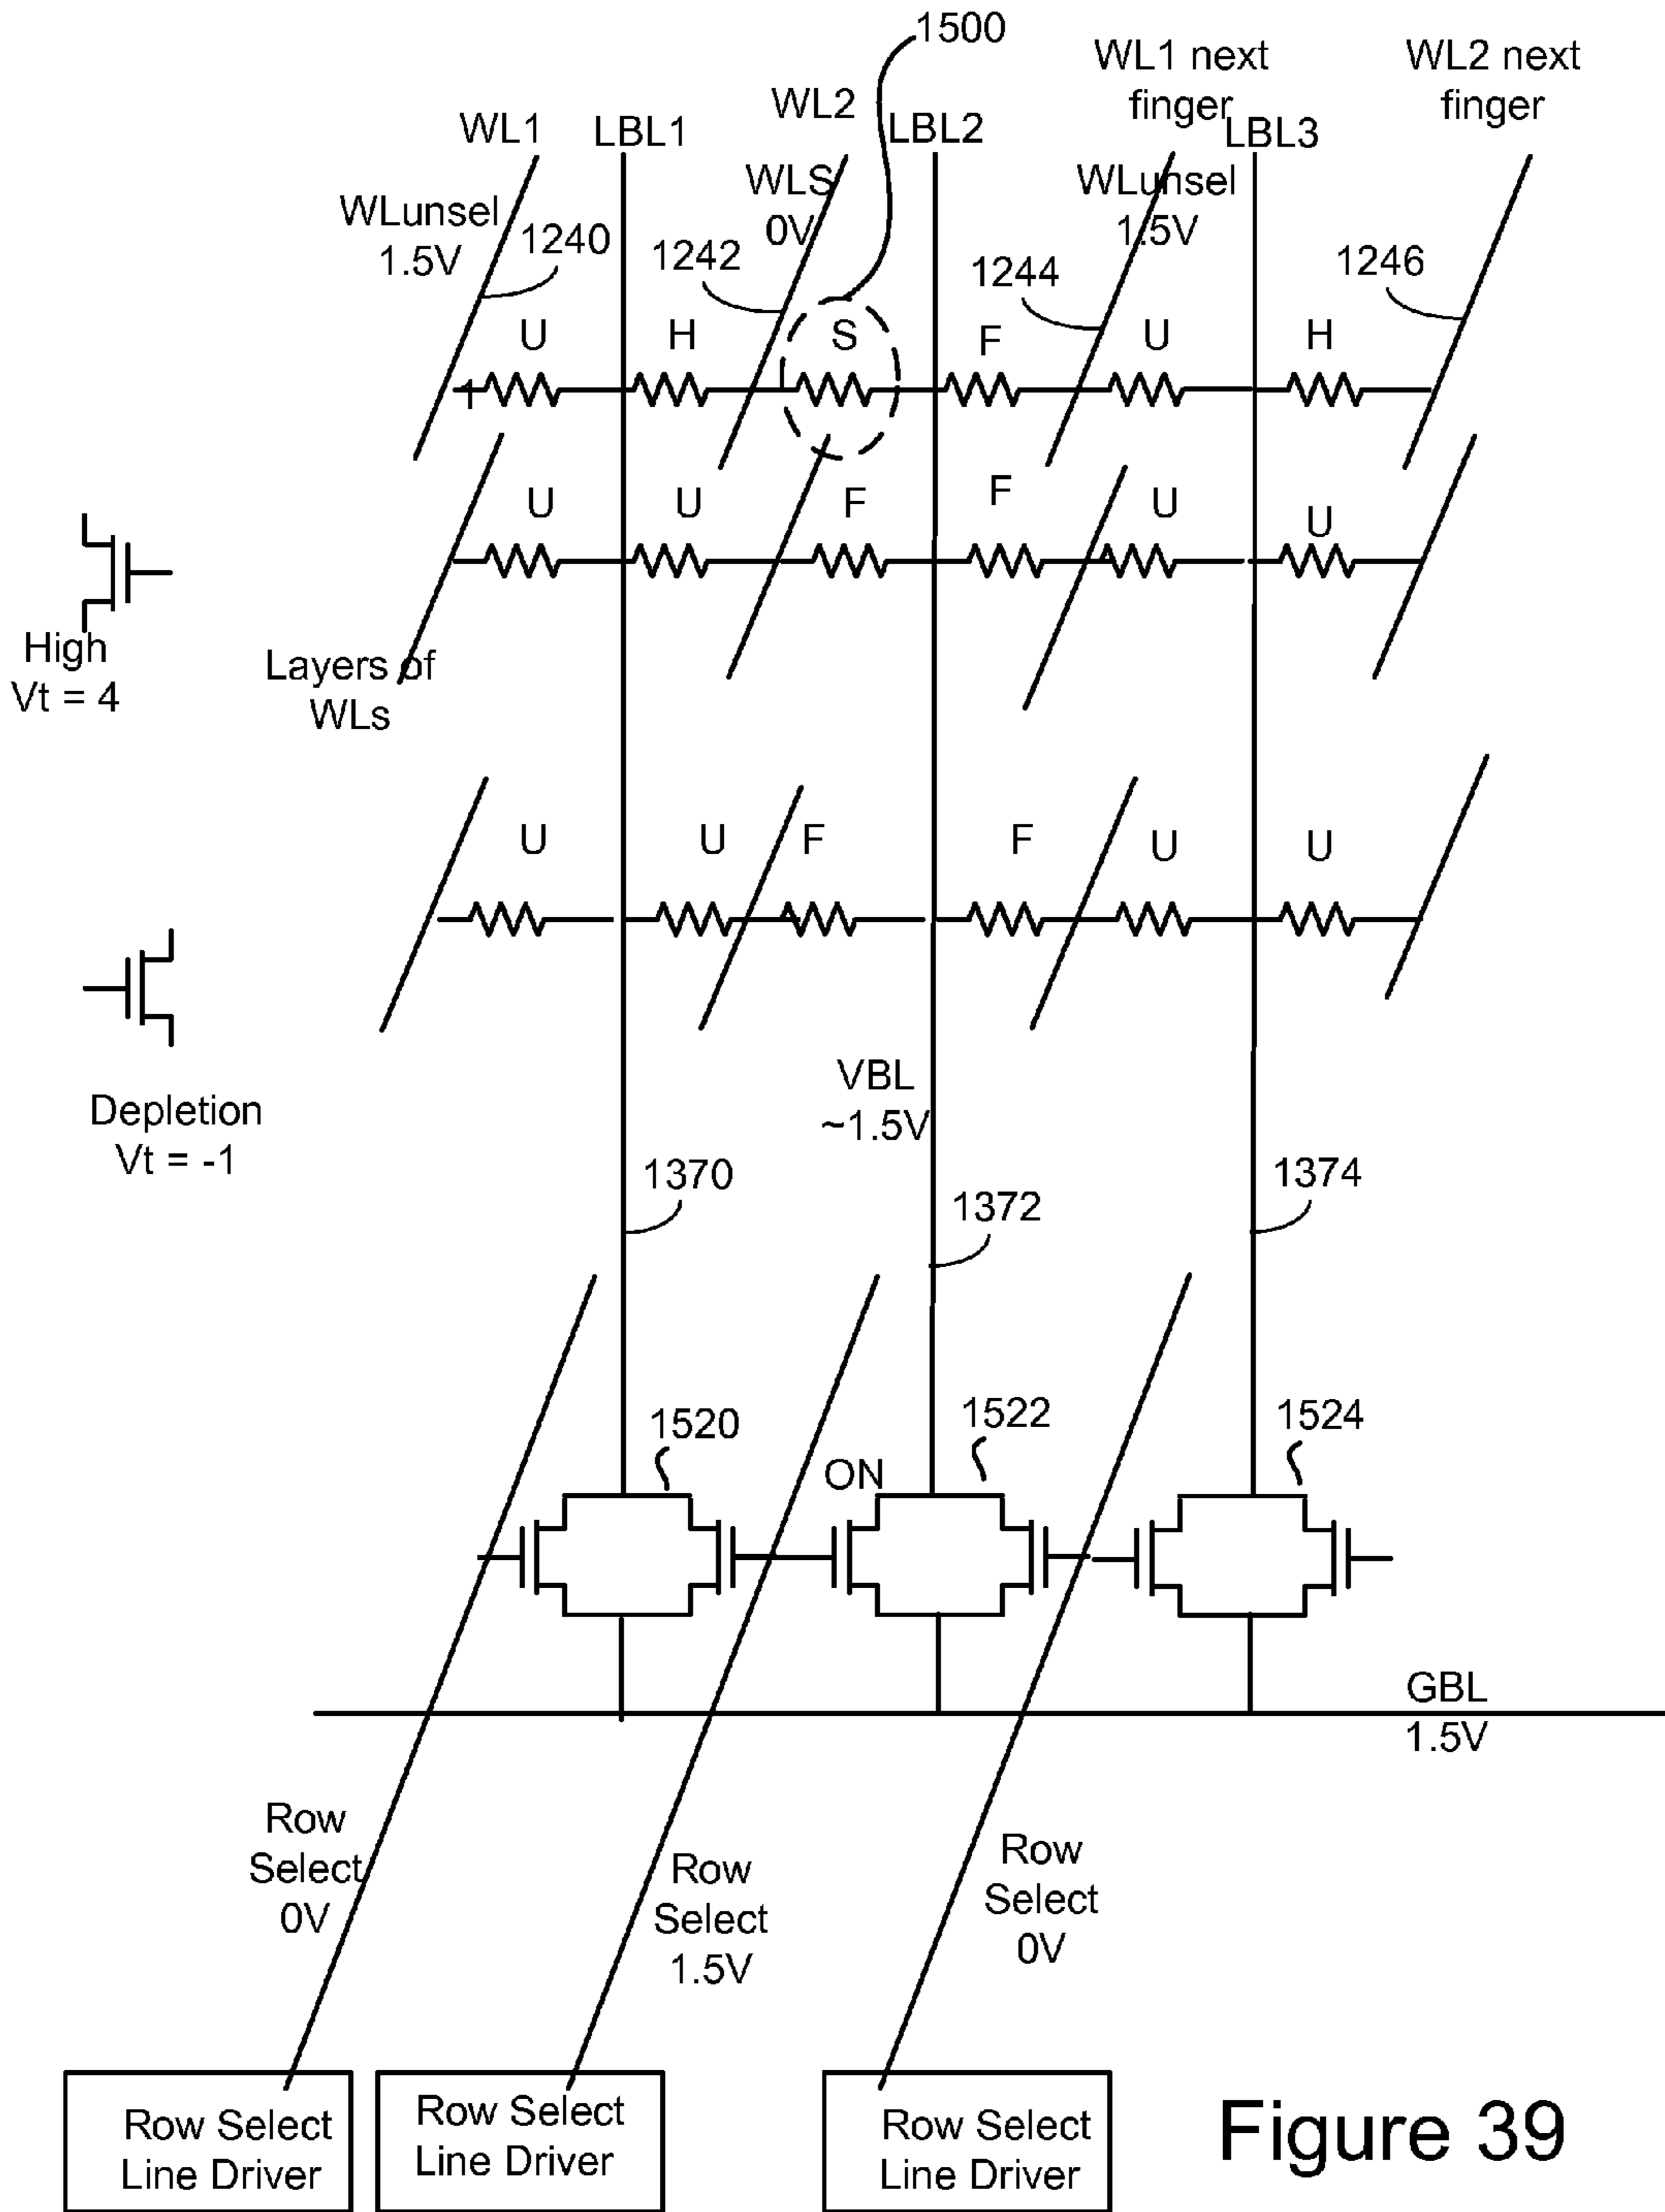 1500
WL1 next
finger
WL2 next
finger
WL2
WL1
LBL1
LBL2
LBL3
WLS
0V
WLunsel
1.5V
WLunsel
1.5V
1240
1242
1244
1246
U
H
S
F
U
H
1
U
U
F
F
U
U
High
Vt = 4
Layers of
WLs
U
U
F
F
U
U
VBL
~1.5V
Depletion
Vt = -1
1370
1372
1374
1520
1522
1524
ON
GBL
1.5V
Row
Select
0V
Row
Select
1.5V
Row
Select
0V
Row Select
Line Driver
Row Select
Line Driver
Row Select
Line Driver
Figure 39